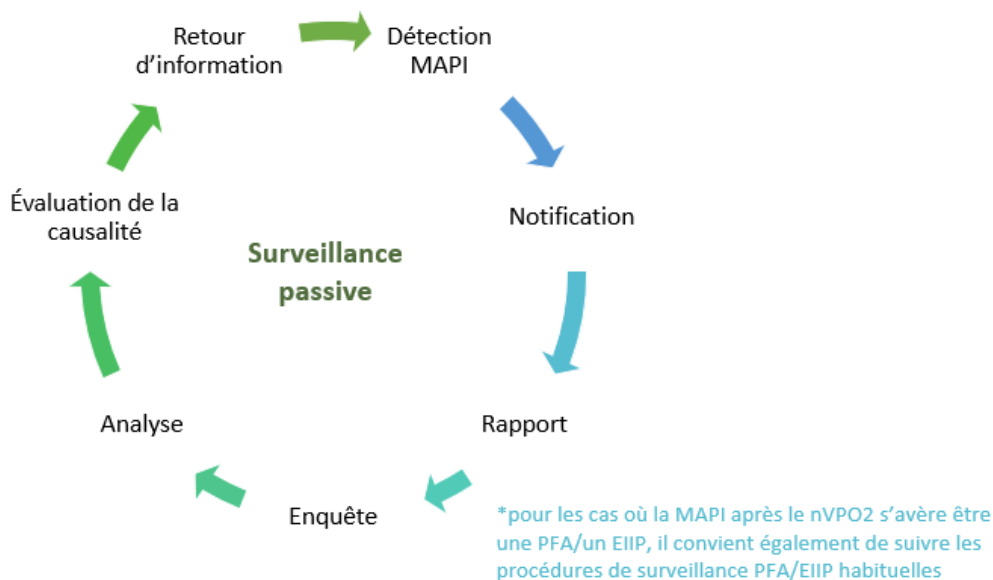 Retour
d’information
Détection
MAPI
Notification
Rapport
Enquête
Analyse
Évaluation de la
causalité
Surveillance
passive
*pour les cas où la MAPI après le nVPO2 s’avère être
une PFA/un EIIP, il convient également de suivre les
procédures de surveillance PFA/EIIP habituelles